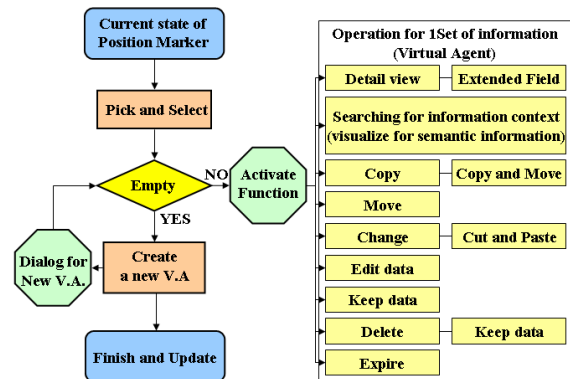 Current state of
Position Marker
Pick and Select
Empty
NO
YES
Activate
Function
Dialog for
New V.A.
Create
a new V.A
Finish and Update
Operation for 1Set of information
(Virtual Agent)
Detail view
Extended Field
Searching for information context
(visualize for semantic information)
Copy
Copy and Move
Move
Change
Cut and Paste
Edit data
Keep data
Delete
Keep data
Expire